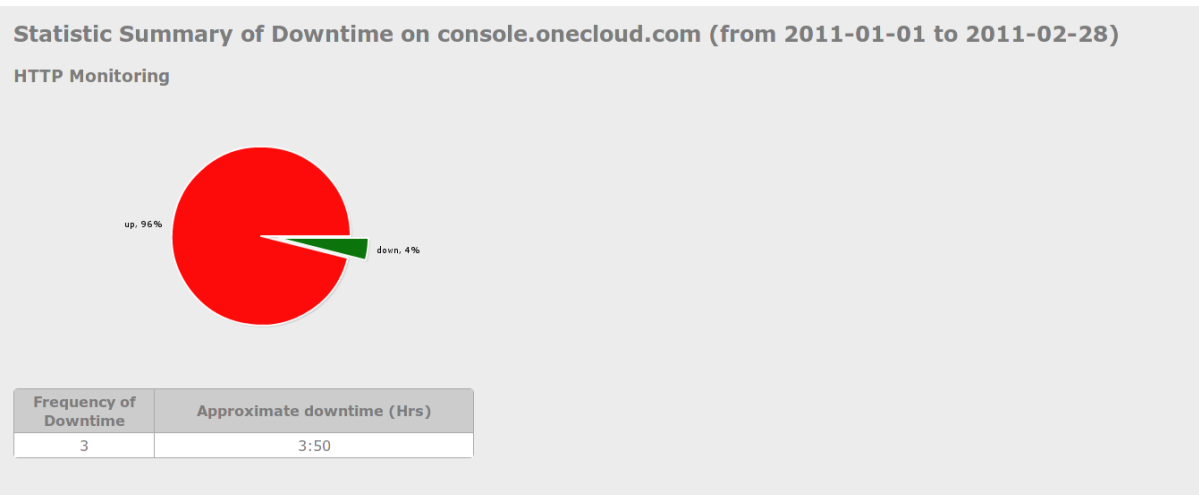 Statistic Summary of Downtime on console.onecloud.com (from 2011-01-01 to 2011-02-28)
HTTP Monitoring
up, 96%
down, 4%
Frequency of
Downtime
Approximate downtime (Hrs)
3
3:50